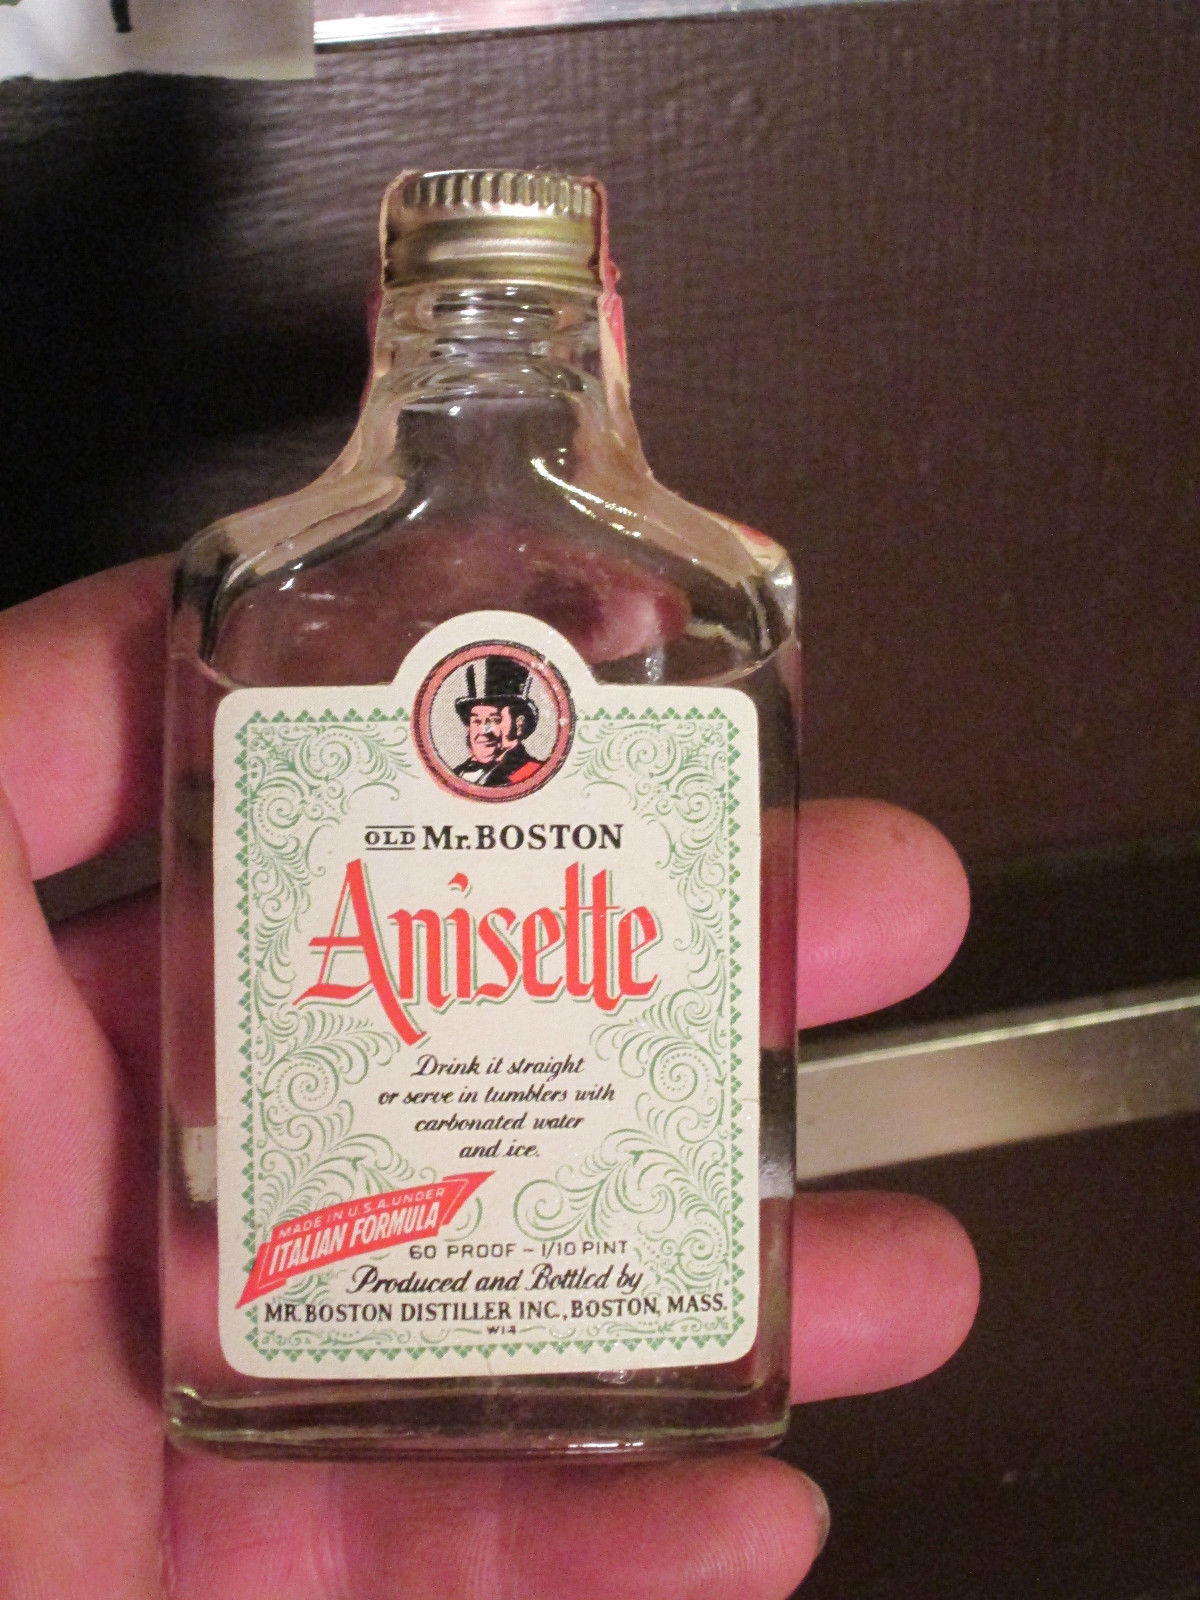 OLD Mr. BOSTON
Anisette
Drink it straight
or serve in tumblers with
carbonated water
and ice.
MADE IN U.S.A. UNDER
ITALIAN FORMULA
60 PROOF - 1/10 PINT
Produced and Bottled by
MR. BOSTON DISTILLER INC., BOSTON, MASS.
W14